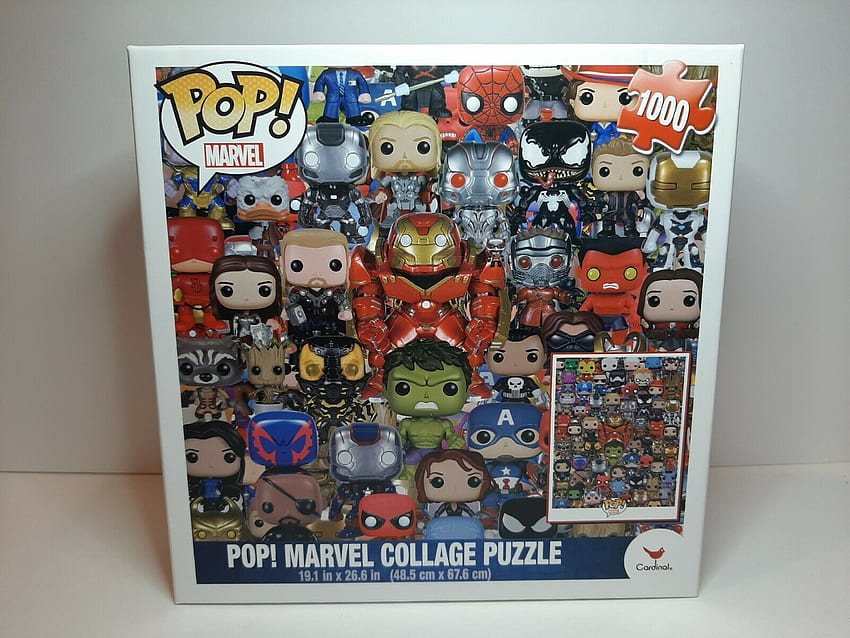 POP!
MARVEL
1000
A
A
POP!
POP! MARVEL COLLAGE PUZZLE
19.1 in x 26.6 in (48.5 cm x 67.6 cm)
Cardinal®